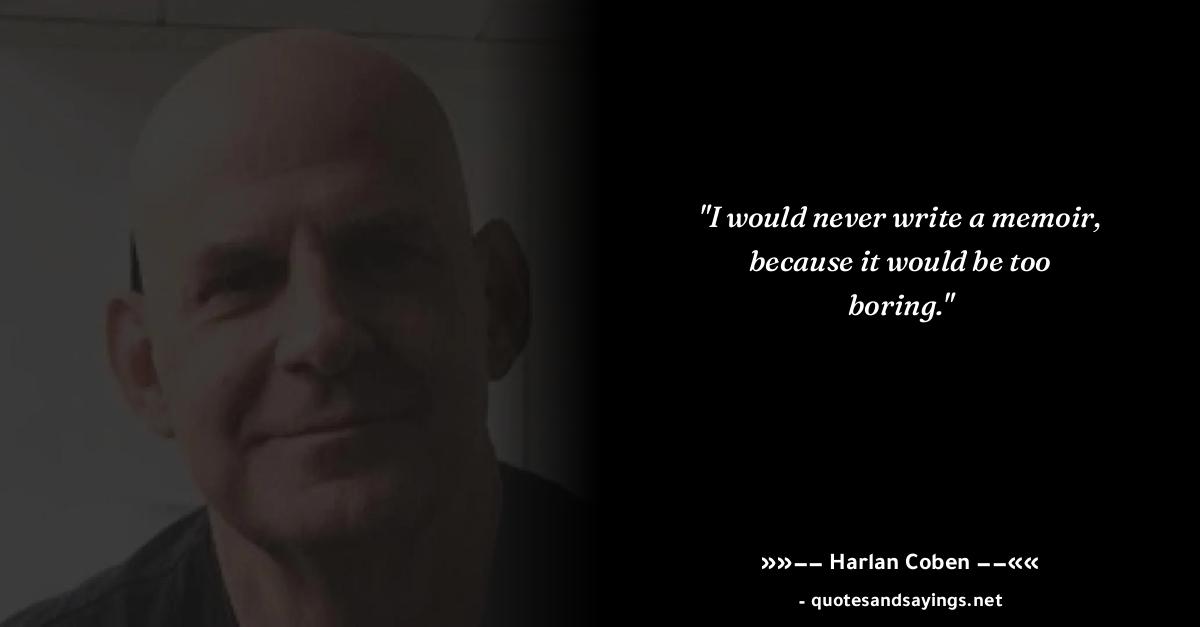 "I would never write a memoir,
because it would be too
boring."
»»−− Harlan Coben −−««
- quotesandsayings.net